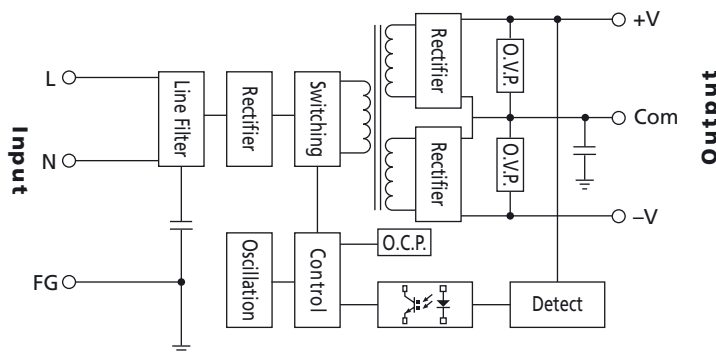 Input
L
N
FG
Line Filter
Rectifier
Switching
Rectifier
Rectifier
O.V.P.
O.V.P.
+V
Com
–V
Output
Oscillation
Control
O.C.P.
Detect